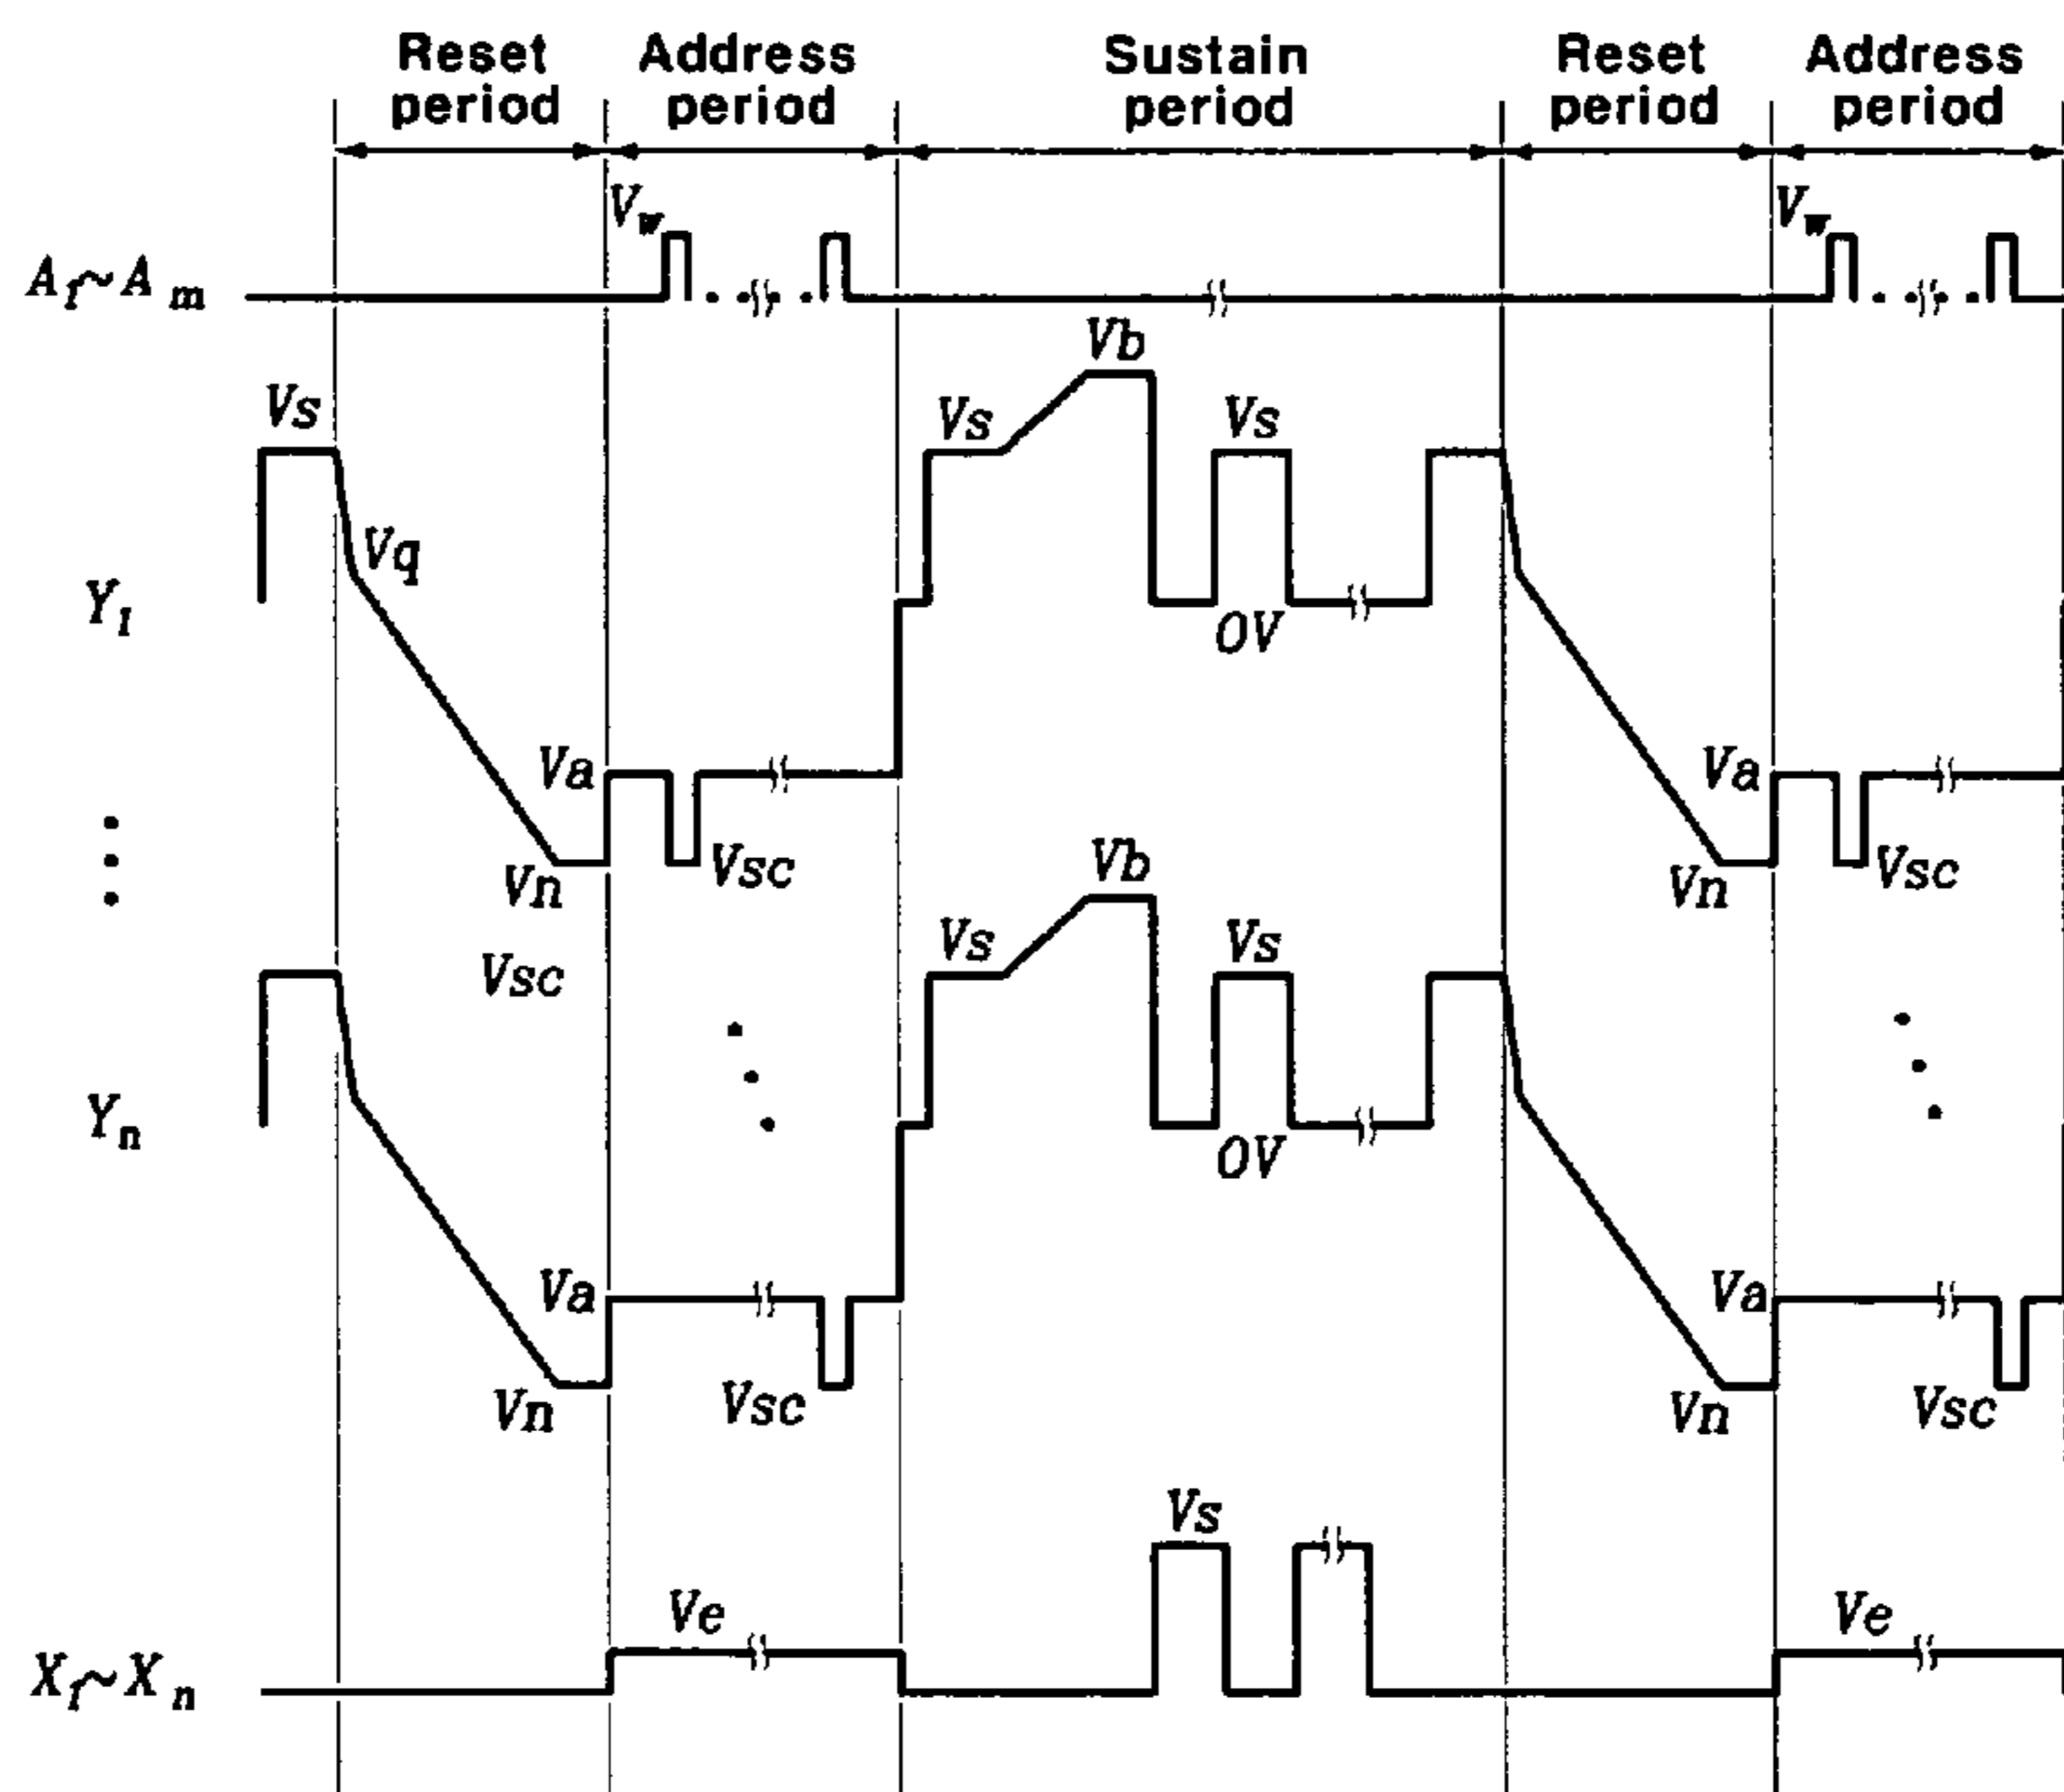 Reset period
Address period
Sustain period
Reset period
Address period
Vw
Vw
A1~Am
Vb
Vs
Vs
Vs
Vq
Y1
OV
Va
Va
Vn
Vsc
Vb
Vn
Vsc
Vsc
Vs
Vs
Yn
OV
Va
Va
Vn
Vsc
Vn
Vsc
Vs
Ve
Ve
X1~Xn